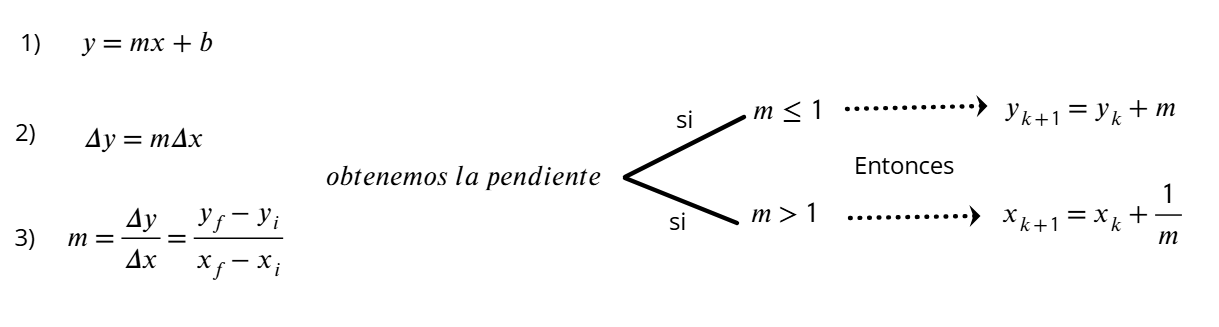 1) y = mx + b
2) Δy = mΔx
3) m = Δy/Δx = (y_f − y_i)/(x_f − x_i)
obtenemos la pendiente
si m ≤ 1 y_{k+1} = y_k + m
Entonces
si m > 1 x_{k+1} = x_k + 1/m